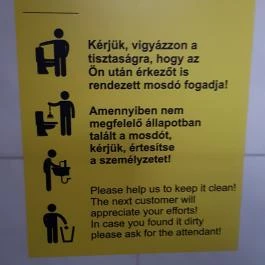 Kérjük, vigyázzon a
tisztaságra, hogy az
Ön után érkezőt is
rendezett mosdó fogadja!
Amennyiben nem
megfelelő állapotban
talált a mosdót,
kérjük, értesítse
a személyzetet!
Please help us to keep it clean!
The next customer will
appreciate your efforts!
In case you found it dirty
please ask for the attendant!